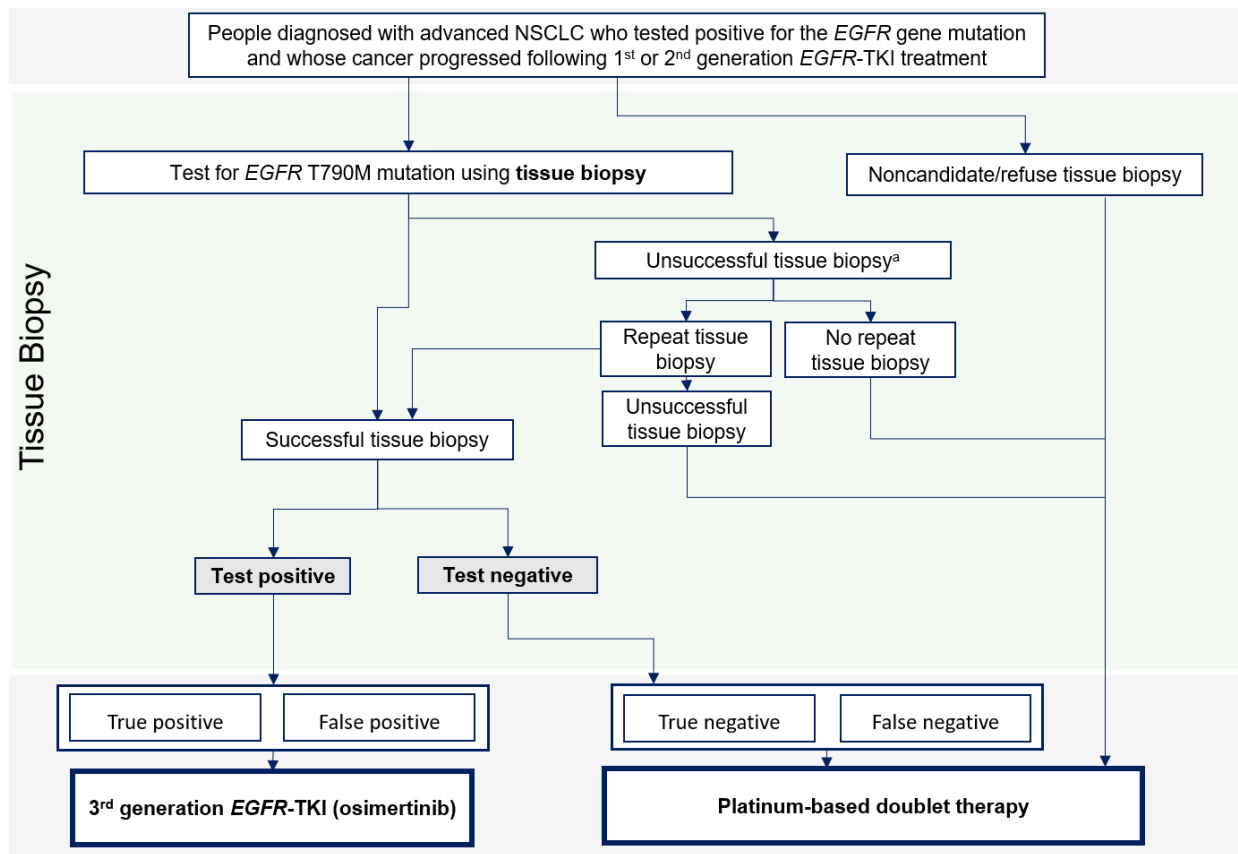 People diagnosed with advanced NSCLC who tested positive for the EGFR gene mutation
and whose cancer progressed following 1st or 2nd generation EGFR-TKI treatment
Tissue Biopsy
Test for EGFR T790M mutation using tissue biopsy
Noncandidate/refuse tissue biopsy
Unsuccessful tissue biopsyᵃ
Repeat tissue
biopsy
No repeat
tissue biopsy
Unsuccessful
tissue biopsy
Successful tissue biopsy
Test positive
Test negative
True positive
False positive
True negative
False negative
3rd generation EGFR-TKI (osimertinib)
Platinum-based doublet therapy